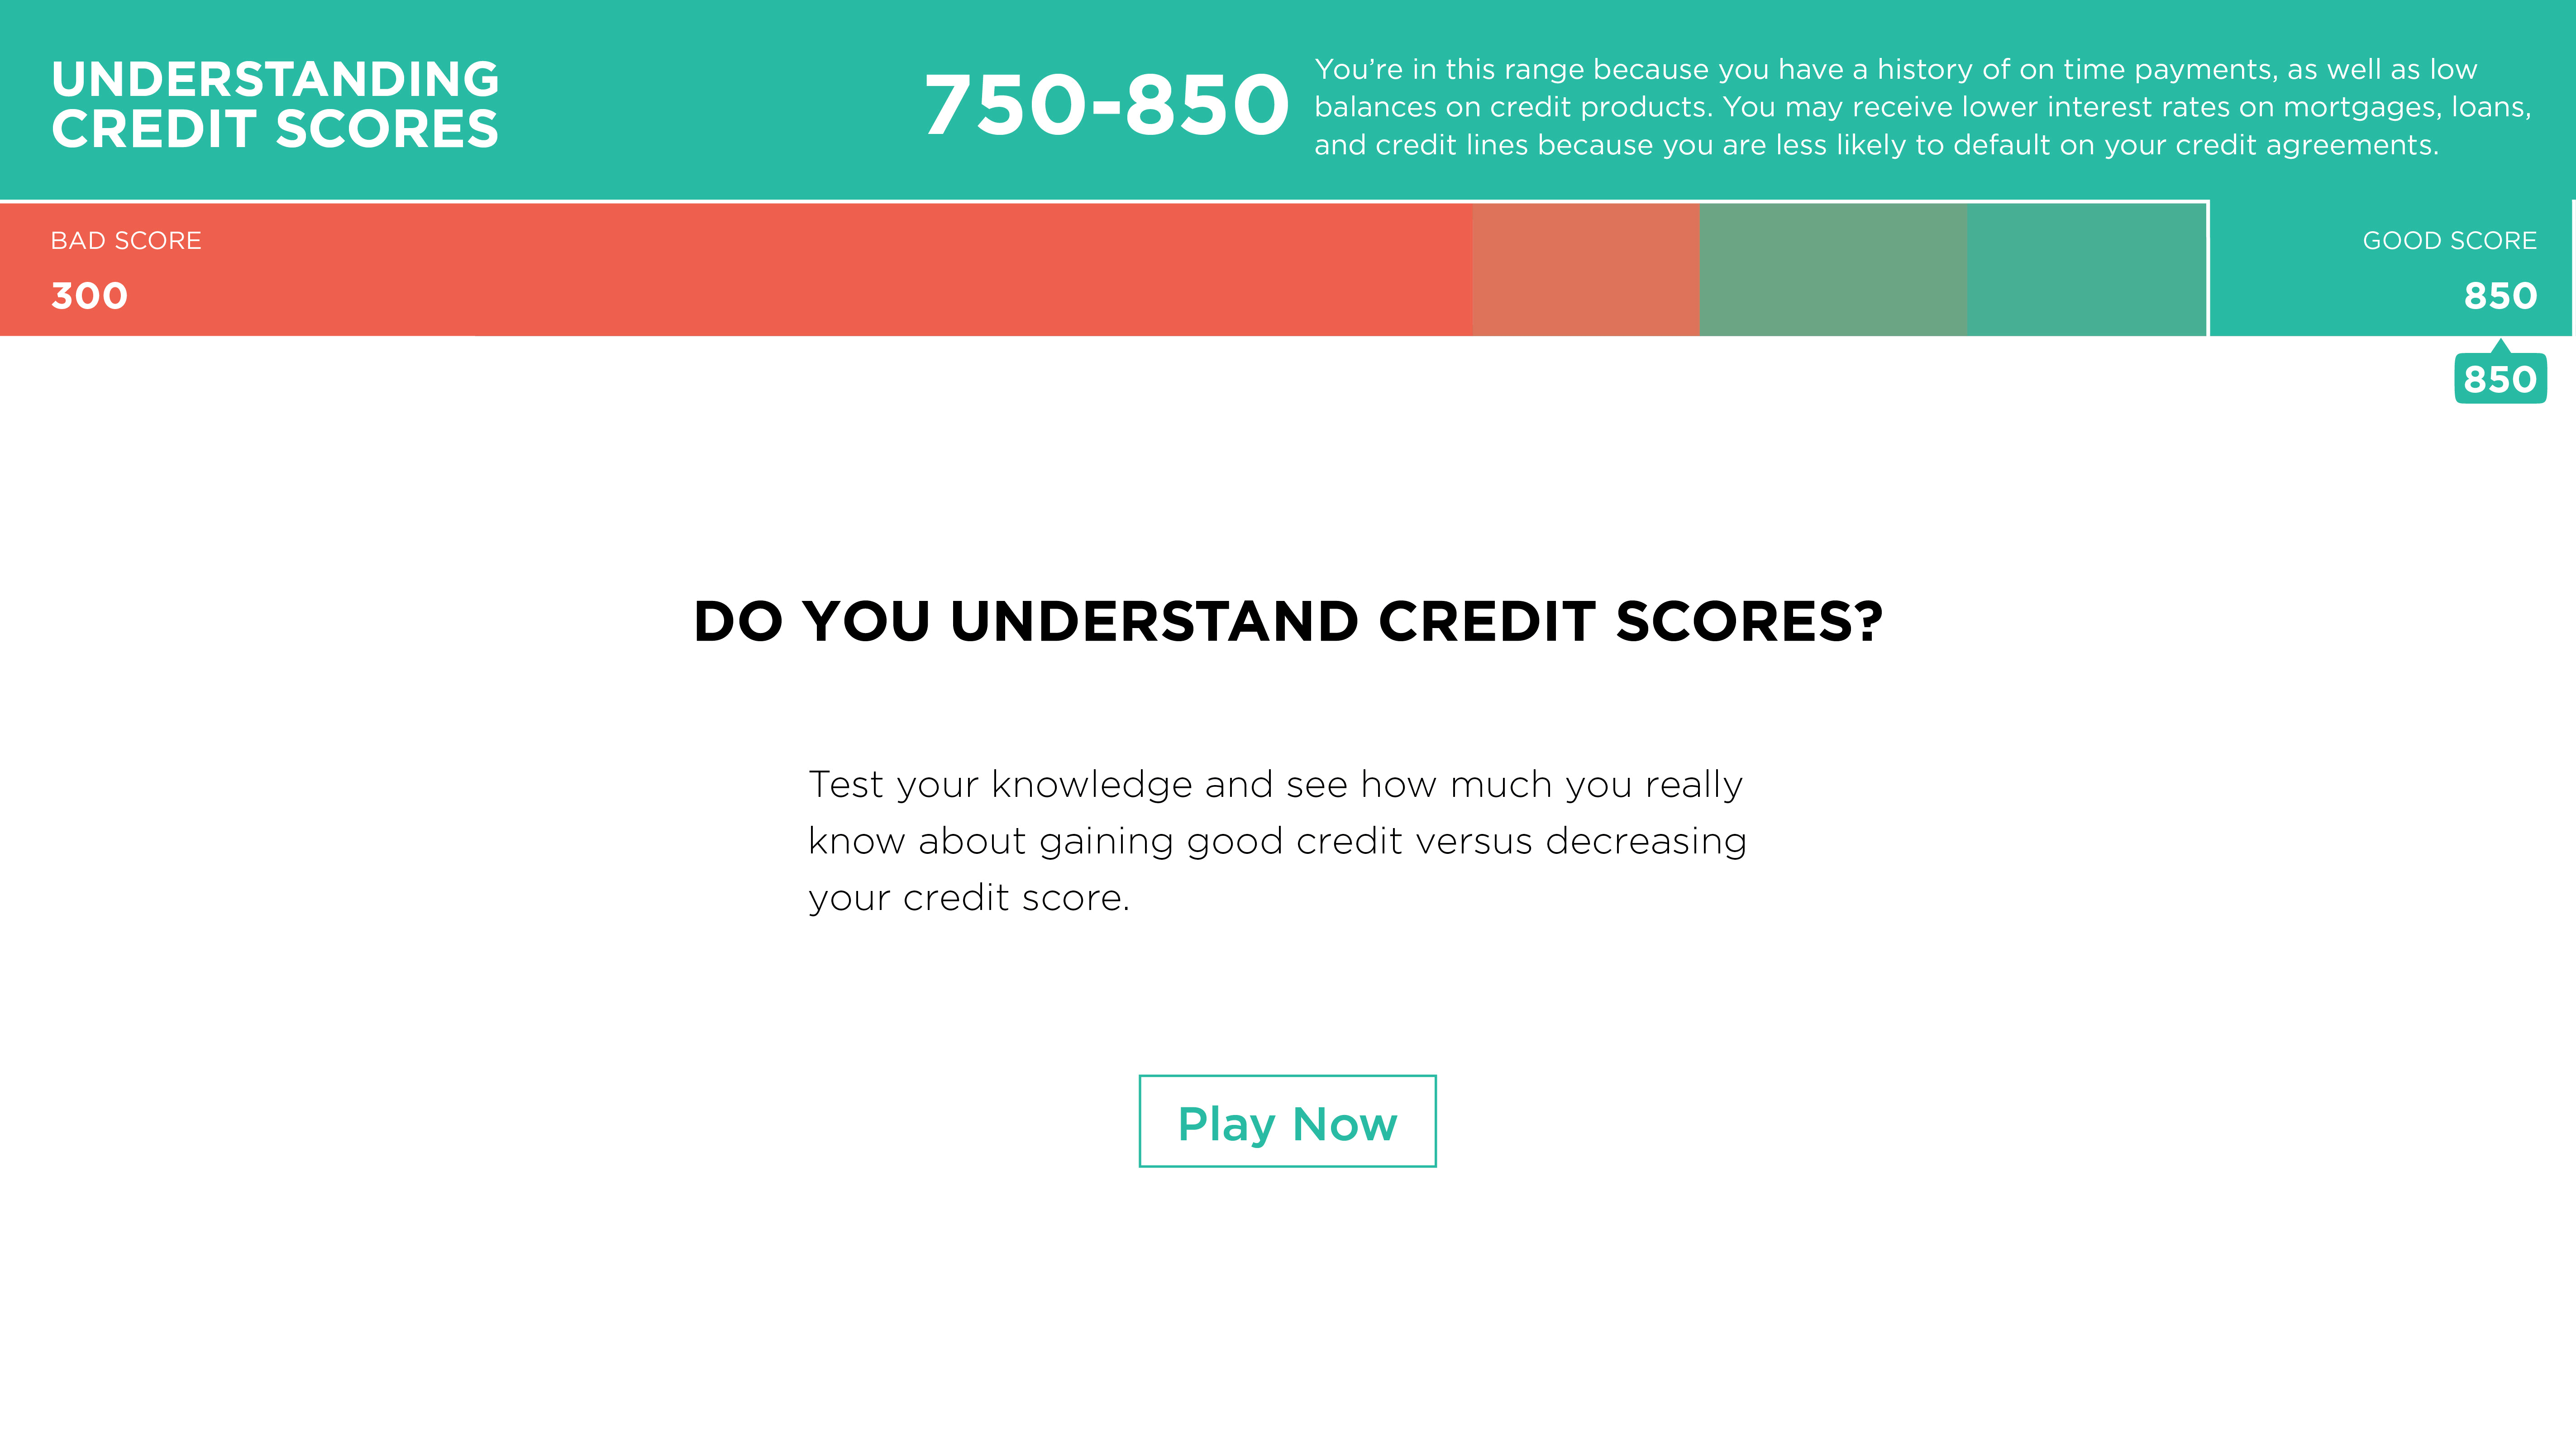 UNDERSTANDING
CREDIT SCORES
750-850
You’re in this range because you have a history of on time payments, as well as low
balances on credit products. You may receive lower interest rates on mortgages, loans,
and credit lines because you are less likely to default on your credit agreements.
BAD SCORE
300
GOOD SCORE
850
850
DO YOU UNDERSTAND CREDIT SCORES?
Test your knowledge and see how much you really
know about gaining good credit versus decreasing
your credit score.
Play Now